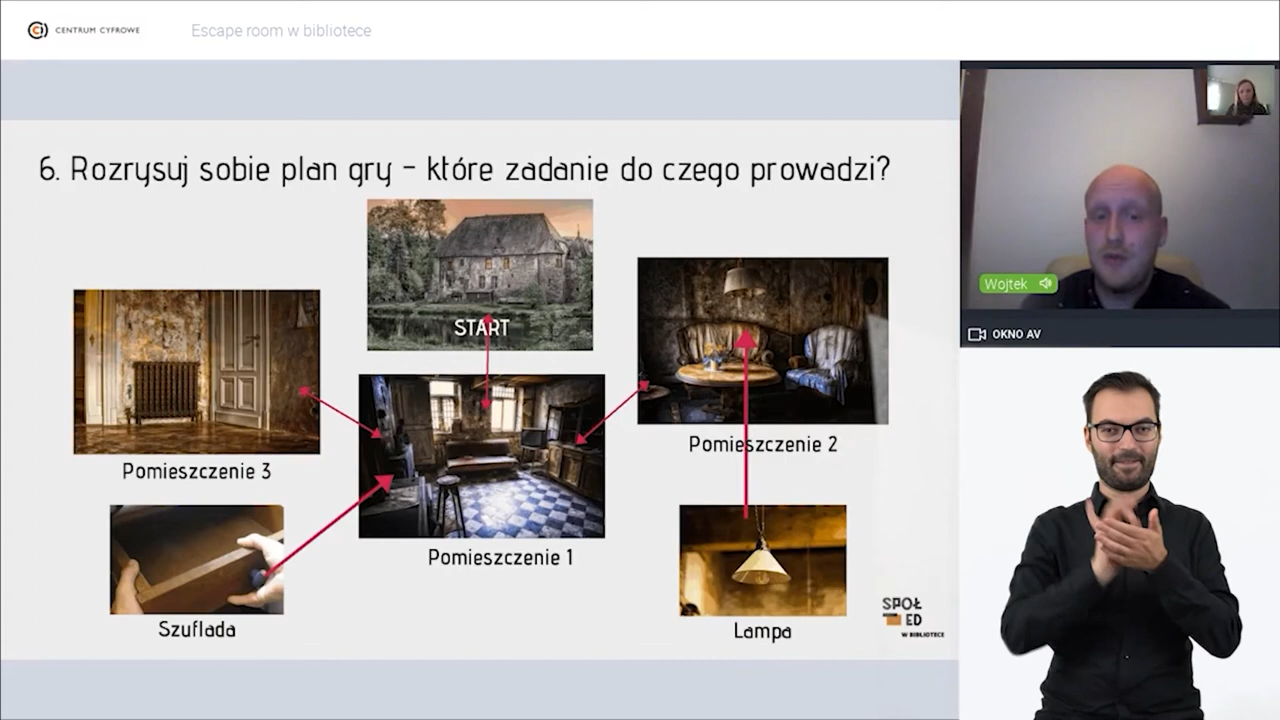 CENTRUM CYFROWE
Escape room w bibliotece
6. Rozrysuj sobie plan gry - które zadanie do czego prowadzi?
START
Pomieszczenie 3
Pomieszczenie 2
Pomieszczenie 1
Szuflada
Lampa
SPOŁ
ED
W BIBLIOTECE
Wojtek
OKNO AV